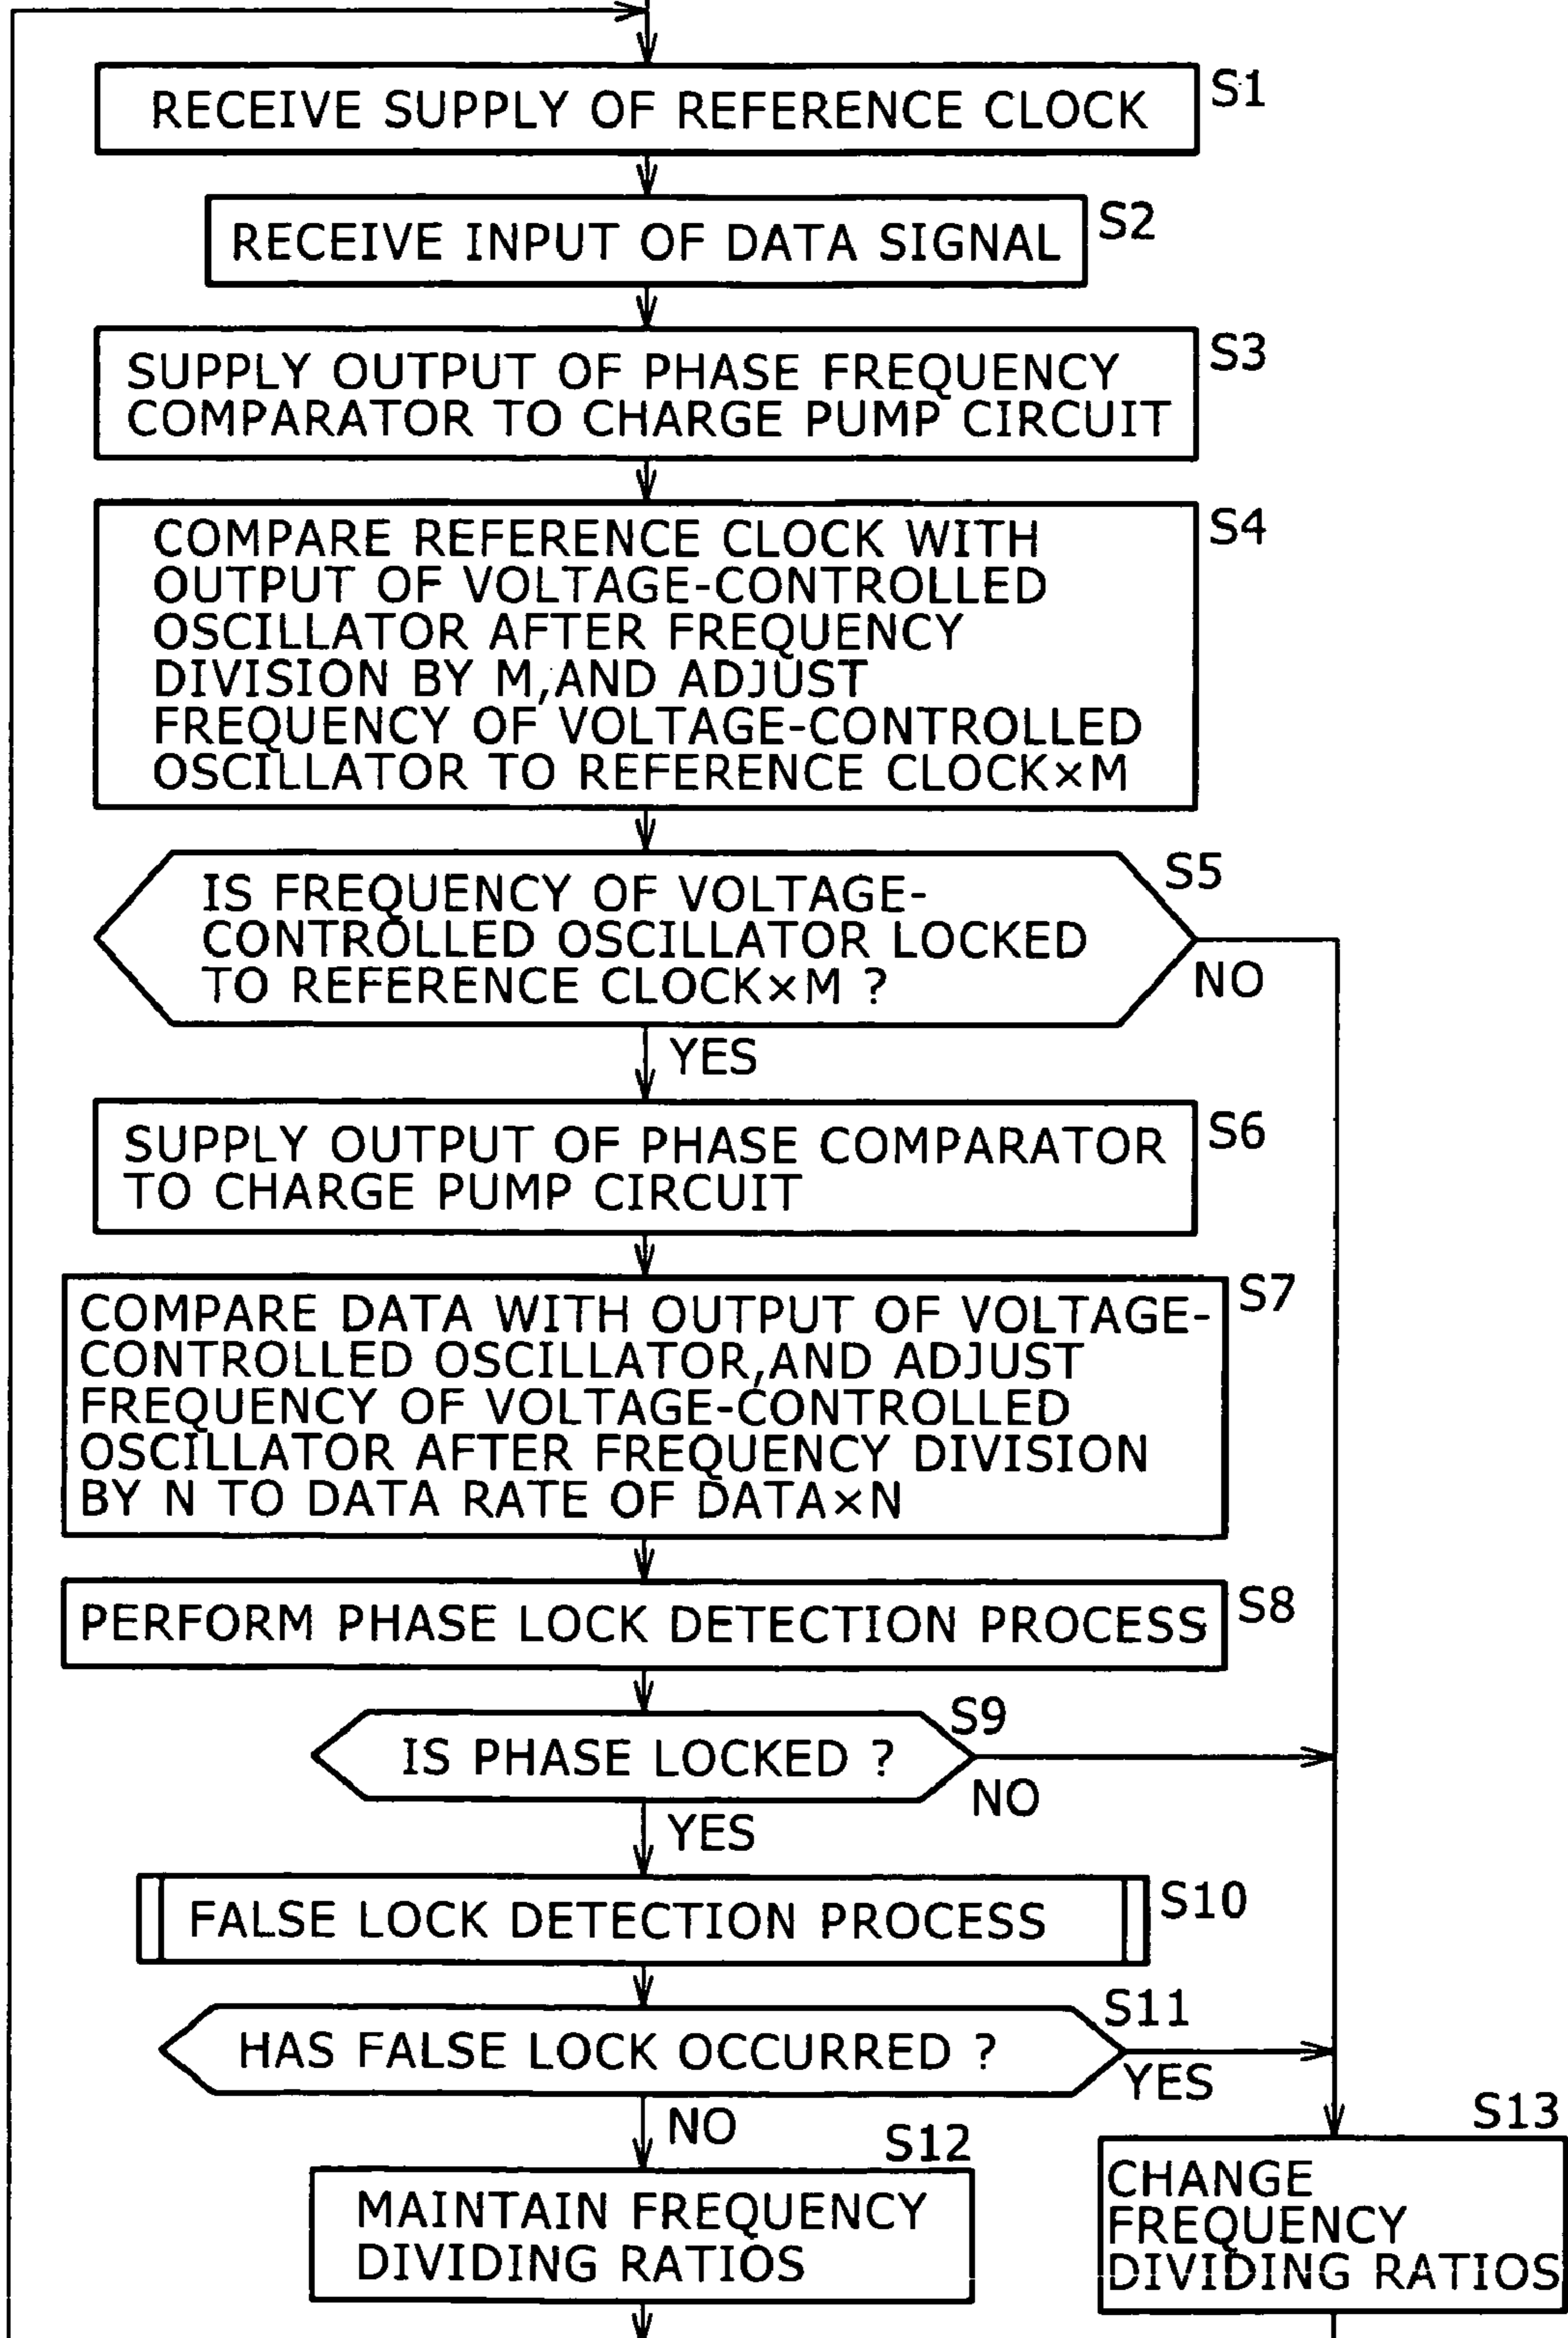 RECEIVE SUPPLY OF REFERENCE CLOCK
S1
RECEIVE INPUT OF DATA SIGNAL
S2
SUPPLY OUTPUT OF PHASE FREQUENCY
COMPARATOR TO CHARGE PUMP CIRCUIT
S3
COMPARE REFERENCE CLOCK WITH
OUTPUT OF VOLTAGE-CONTROLLED
OSCILLATOR AFTER FREQUENCY
DIVISION BY M,AND ADJUST
FREQUENCY OF VOLTAGE-CONTROLLED
OSCILLATOR TO REFERENCE CLOCK×M
S4
IS FREQUENCY OF VOLTAGE-
CONTROLLED OSCILLATOR LOCKED
TO REFERENCE CLOCK×M ?
S5
NO
YES
SUPPLY OUTPUT OF PHASE COMPARATOR
TO CHARGE PUMP CIRCUIT
S6
COMPARE DATA WITH OUTPUT OF VOLTAGE-
CONTROLLED OSCILLATOR,AND ADJUST
FREQUENCY OF VOLTAGE-CONTROLLED
OSCILLATOR AFTER FREQUENCY DIVISION
BY N TO DATA RATE OF DATA×N
S7
PERFORM PHASE LOCK DETECTION PROCESS
S8
IS PHASE LOCKED ?
S9
NO
YES
FALSE LOCK DETECTION PROCESS
S10
HAS FALSE LOCK OCCURRED ?
S11
YES
NO
S12
MAINTAIN FREQUENCY
DIVIDING RATIOS
S13
CHANGE
FREQUENCY
DIVIDING RATIOS